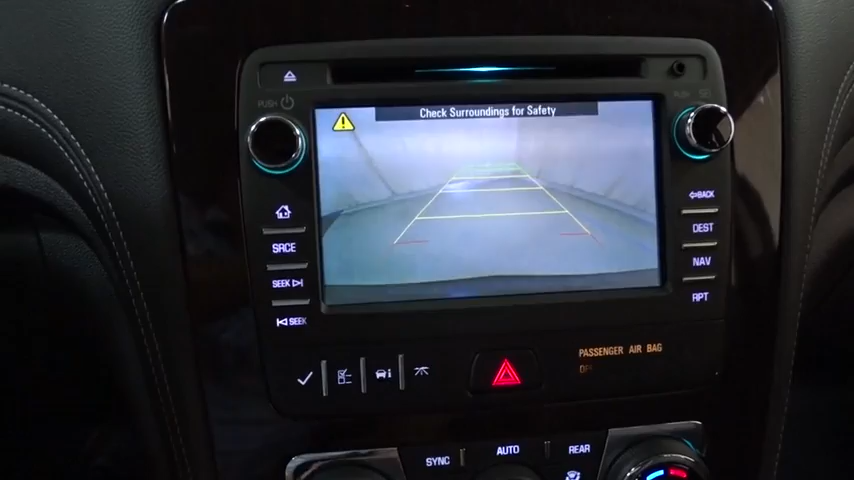 PUSH
PUSH
Check Surroundings for Safety
BACK
SRCE
DEST
SEEK
NAV
SEEK
RPT
PASSENGER AIR BAG
OFF
SYNC
AUTO
REAR